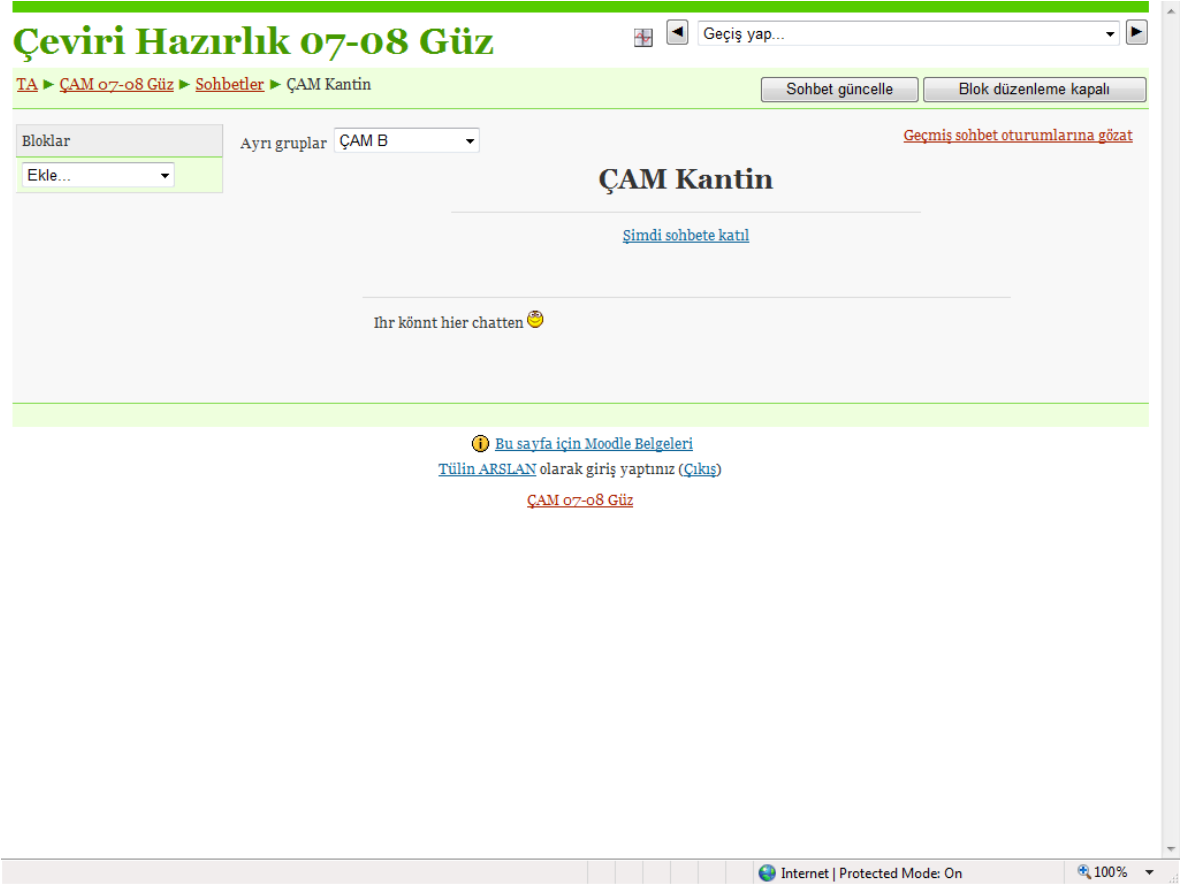 Çeviri Hazırlık 07-08 Güz
Geçiş yap...
TA ► ÇAM 07-08 Güz ► Sohbetler ► ÇAM Kantin
Sohbet güncelle
Blok düzenleme kapalı
Bloklar
Ekle...
Ayrı gruplar ÇAM B
Geçmiş sohbet oturumlarına gözat
ÇAM Kantin
Şimdi sohbete katıl
Ihr könnt hier chatten
Bu sayfa için Moodle Belgeleri
Tülin ARSLAN olarak giriş yaptınız (Çıkış)
ÇAM 07-08 Güz
Internet | Protected Mode: On
100%